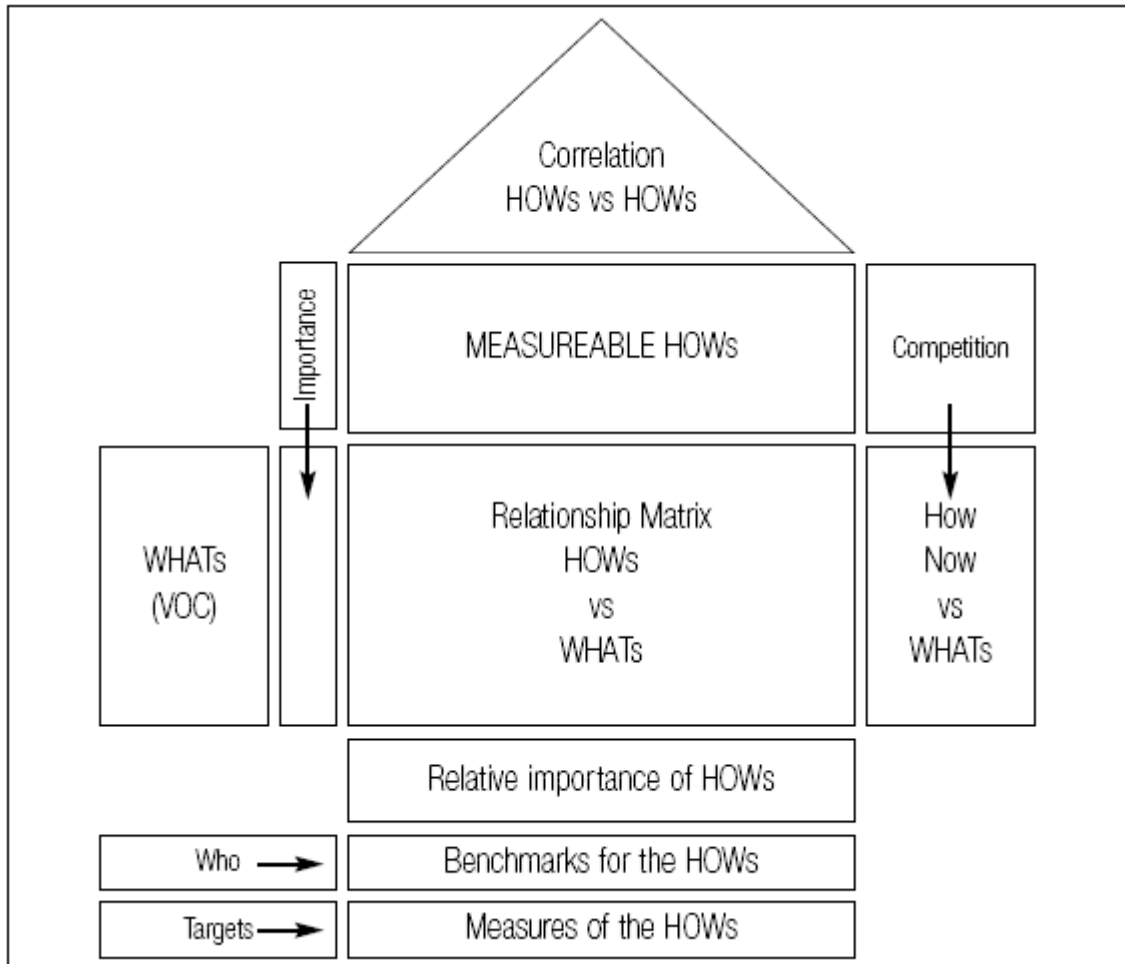 Correlation
HOWs vs HOWs
Importance
MEASUREABLE HOWs
Competition
WHATs
(VOC)
Relationship Matrix
HOWs
vs
WHATs
How
Now
vs
WHATs
Relative importance of HOWs
Who
Benchmarks for the HOWs
Targets
Measures of the HOWs